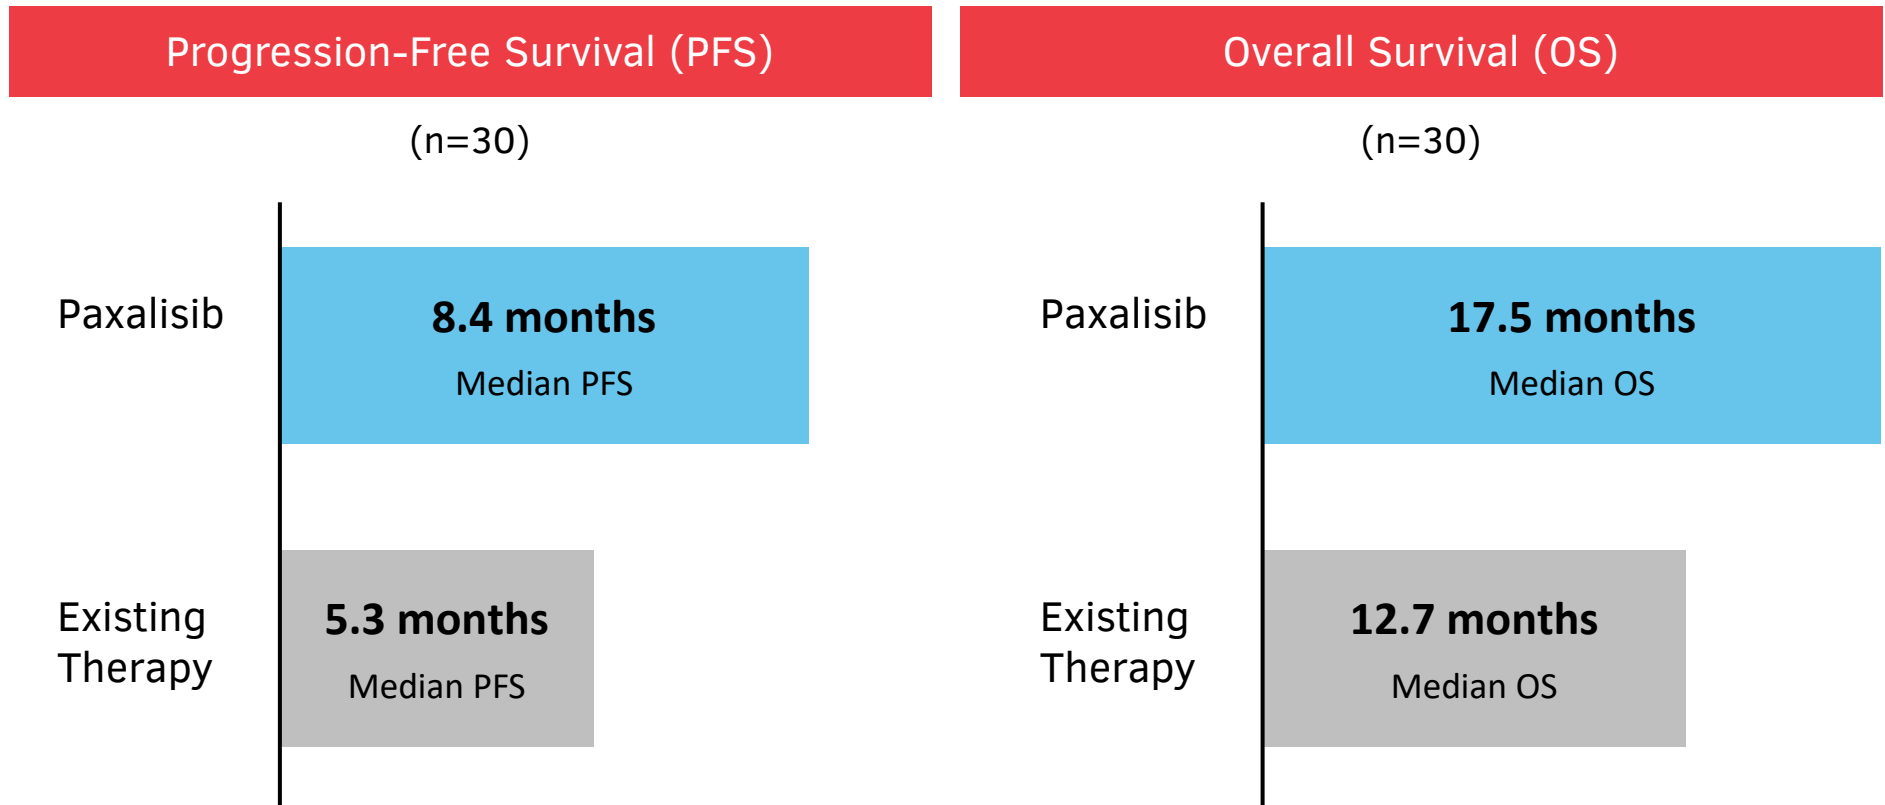 Progression-Free Survival (PFS)
(n=30)
Paxalisib
8.4 months
Median PFS
Existing
Therapy
5.3 months
Median PFS
Overall Survival (OS)
(n=30)
Paxalisib
17.5 months
Median OS
Existing
Therapy
12.7 months
Median OS